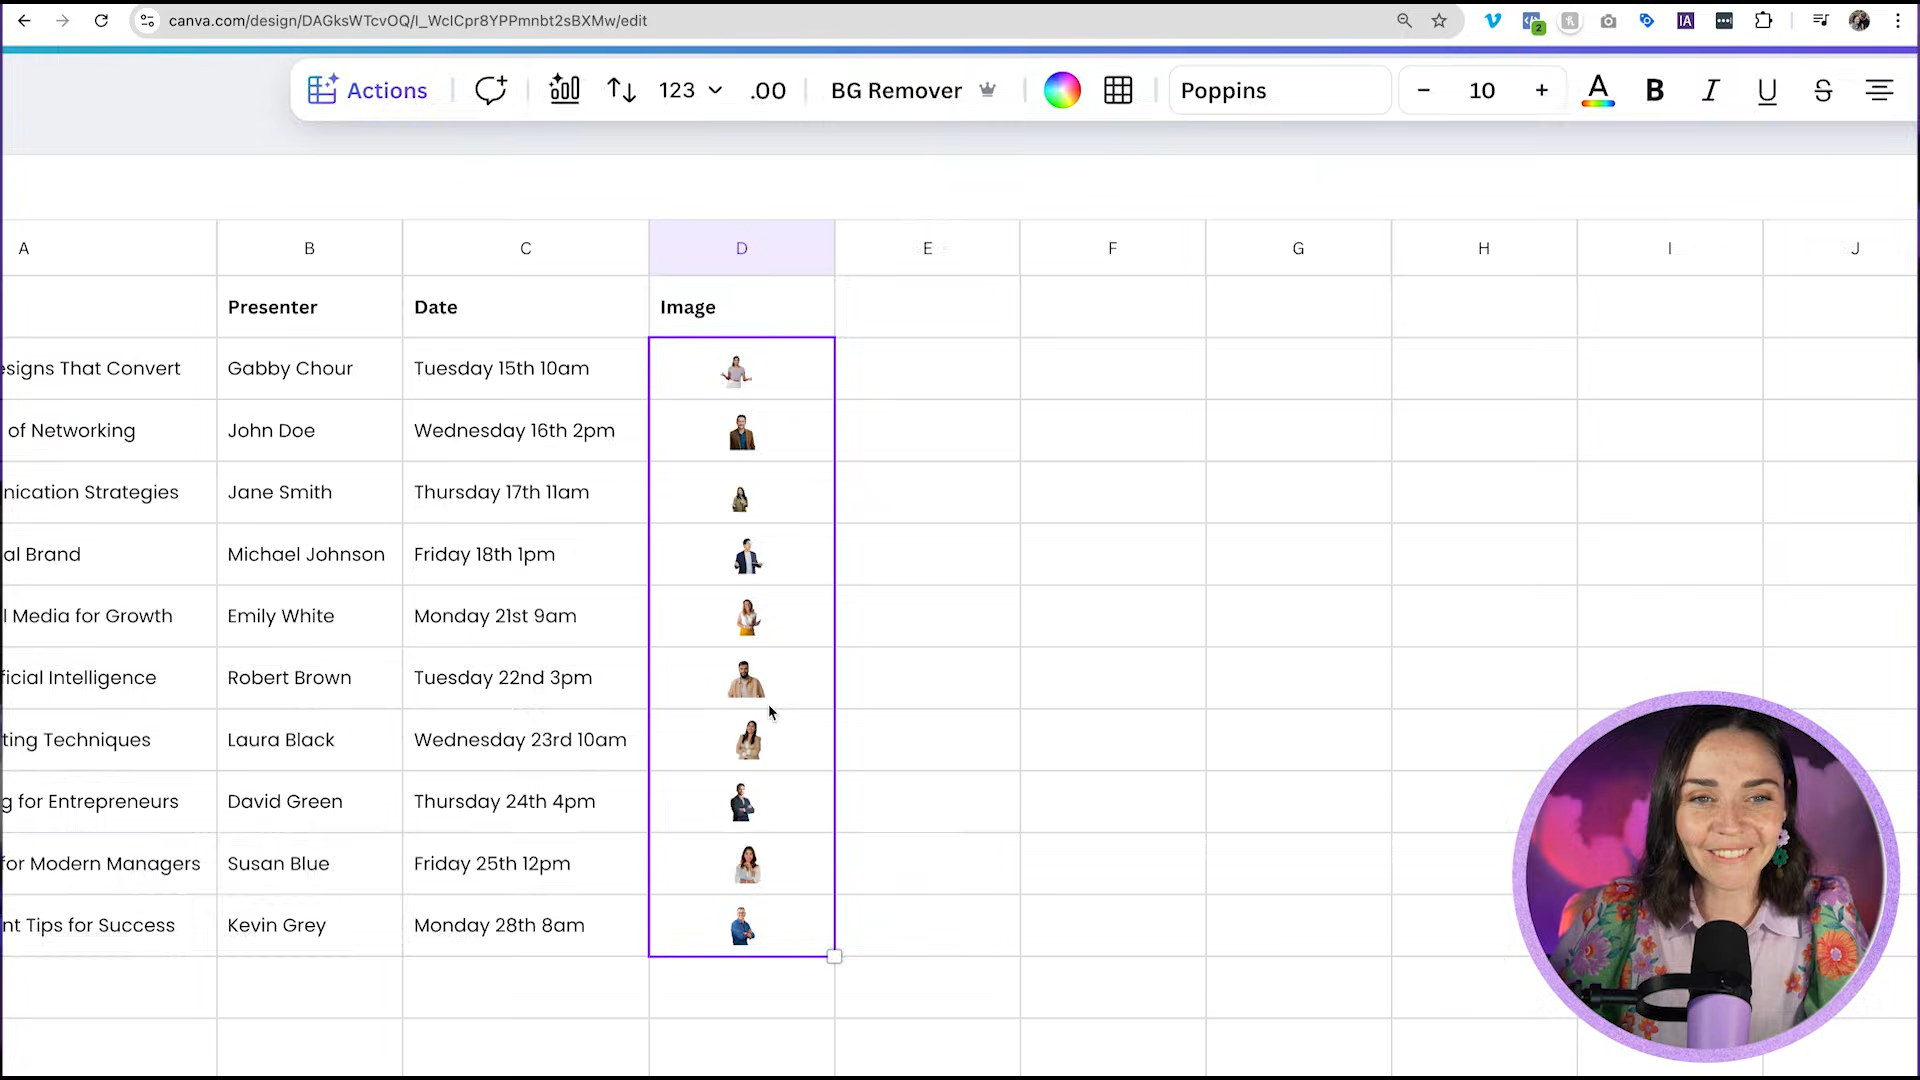 canva.com/design/DAGksWTcvOQ/l_WcICpr8YPPmnbt2sBXMw/edit
2
IA
Actions
123
.00
BG Remover
Poppins
− 10 +
A B I U S
A B C D E F G H I J
Presenter Date Image
esigns That Convert Gabby Chour Tuesday 15th 10am
of Networking John Doe Wednesday 16th 2pm
nication Strategies Jane Smith Thursday 17th 11am
al Brand Michael Johnson Friday 18th 1pm
l Media for Growth Emily White Monday 21st 9am
ficial Intelligence Robert Brown Tuesday 22nd 3pm
ting Techniques Laura Black Wednesday 23rd 10am
g for Entrepreneurs David Green Thursday 24th 4pm
for Modern Managers Susan Blue Friday 25th 12pm
nt Tips for Success Kevin Grey Monday 28th 8am